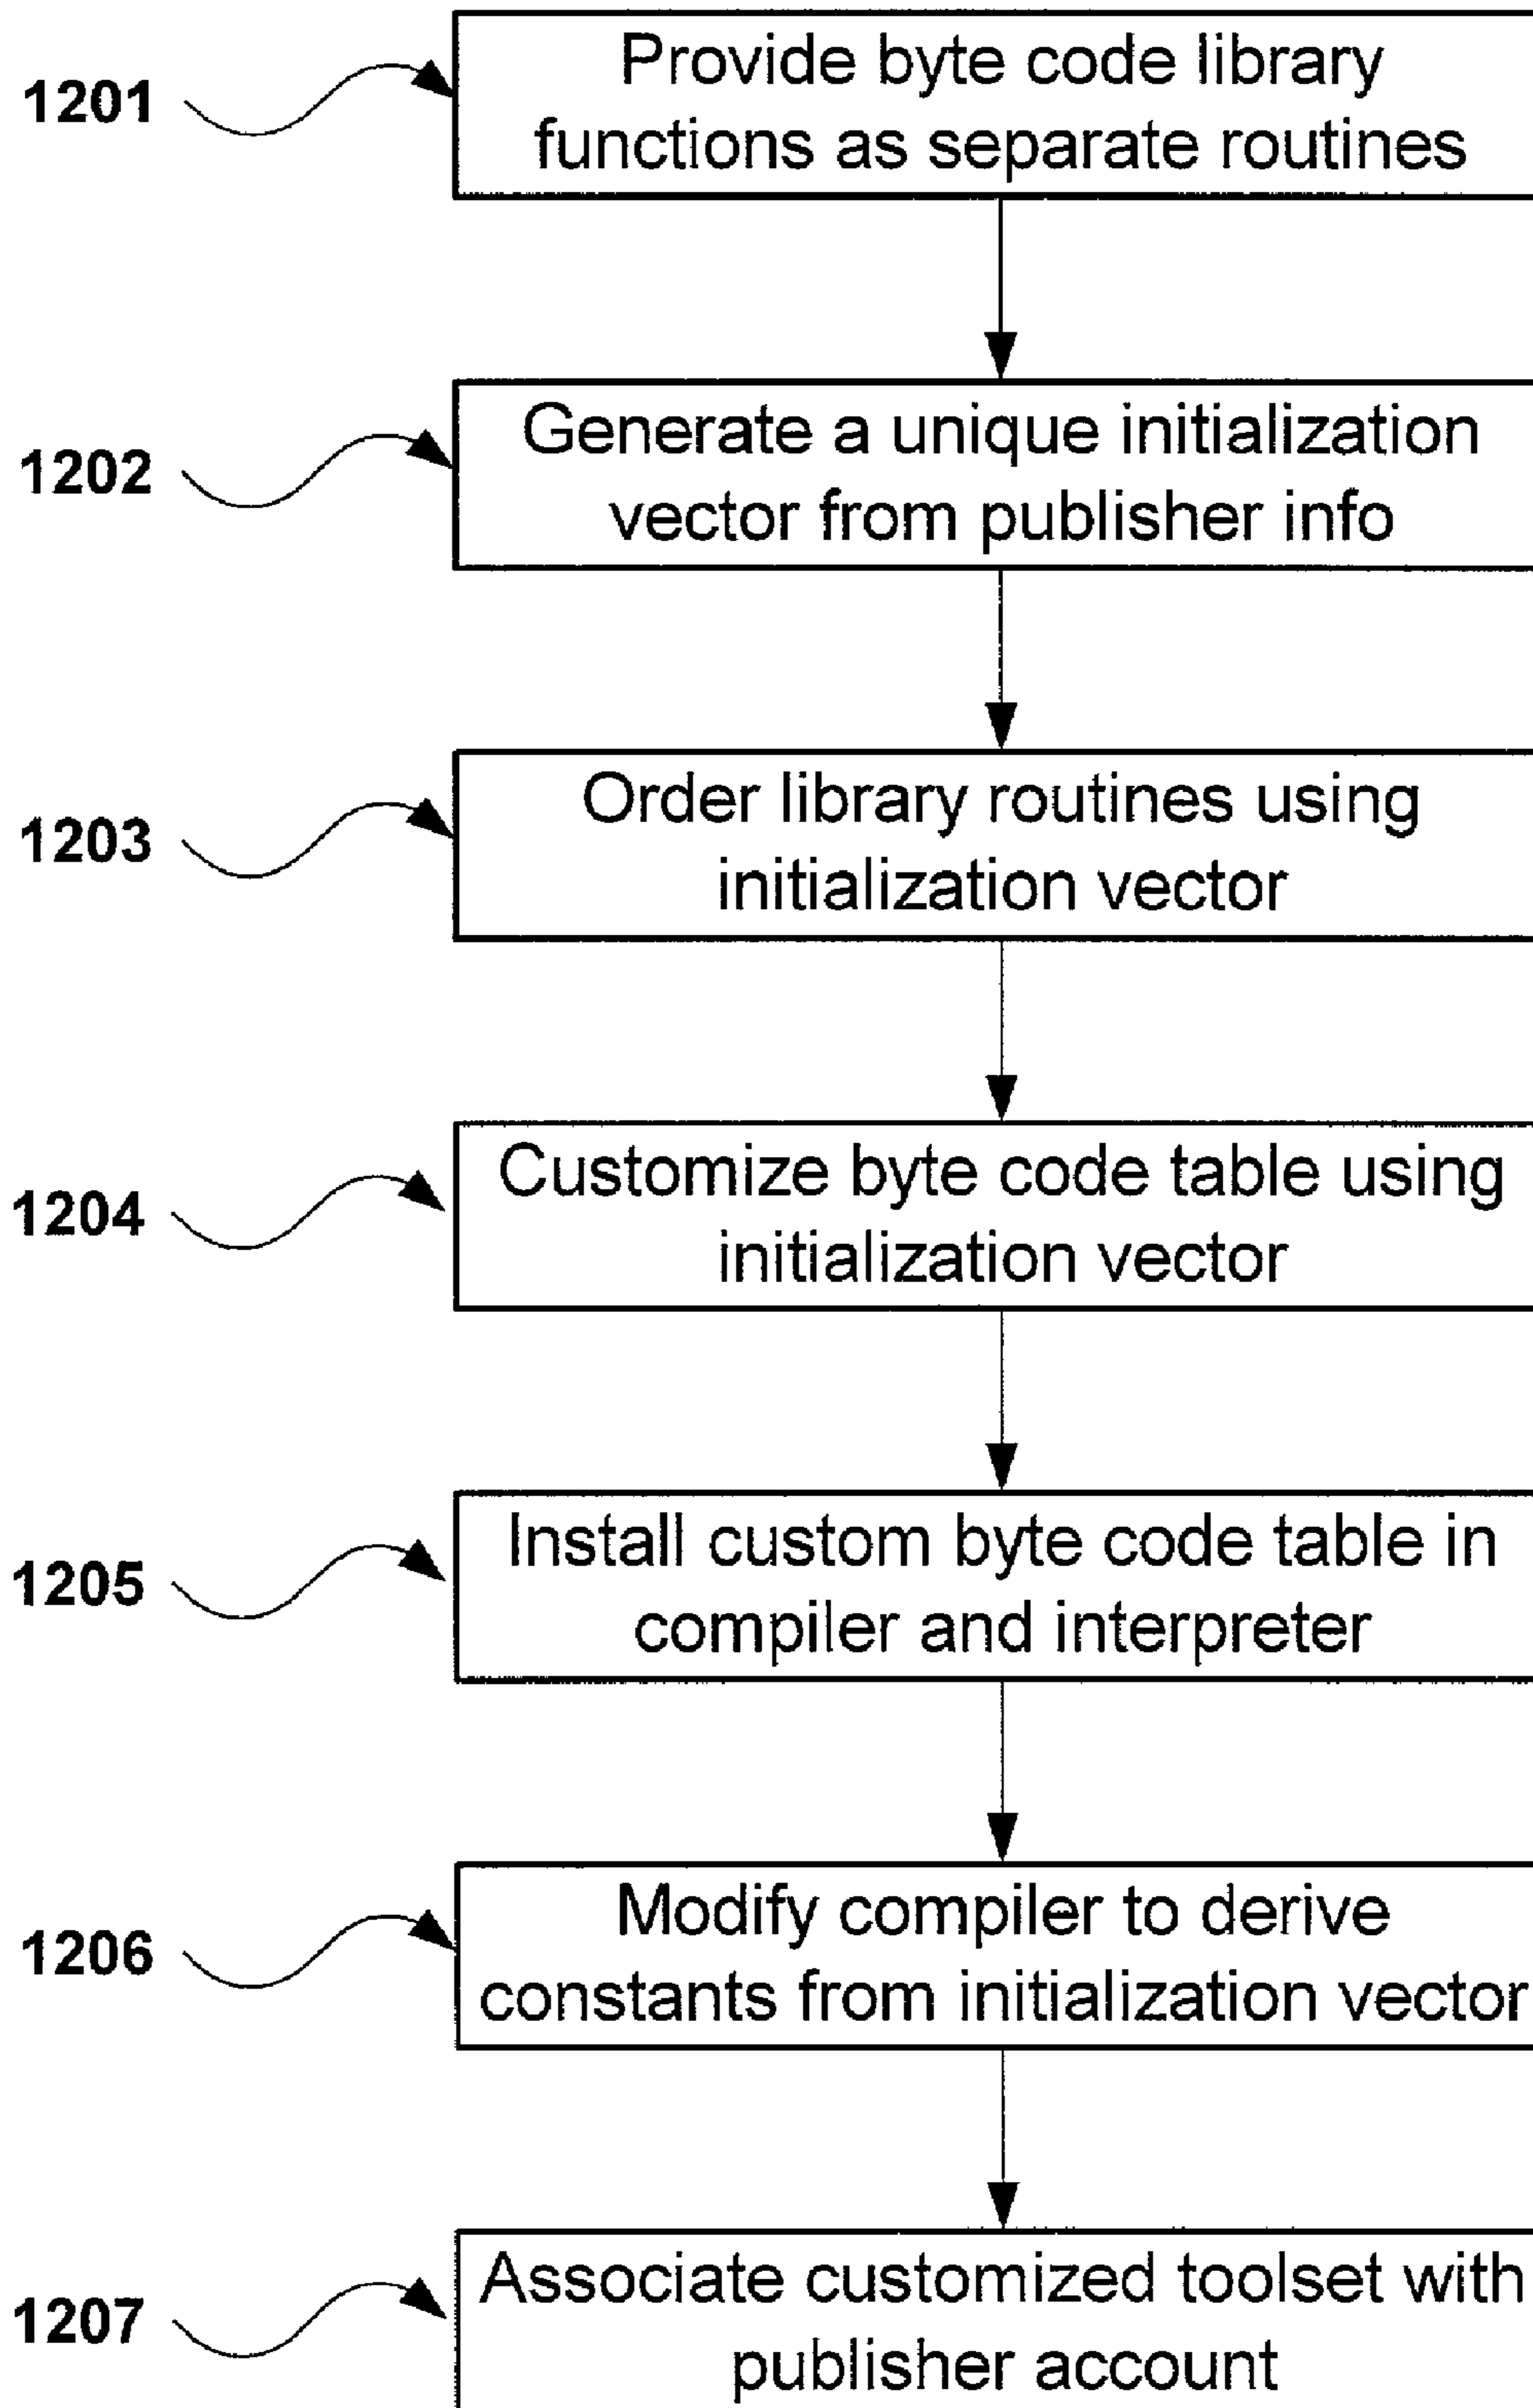 1201
Provide byte code library
functions as separate routines
1202
Generate a unique initialization
vector from publisher info
1203
Order library routines using
initialization vector
1204
Customize byte code table using
initialization vector
1205
Install custom byte code table in
compiler and interpreter
1206
Modify compiler to derive
constants from initialization vector
1207
Associate customized toolset with
publisher account